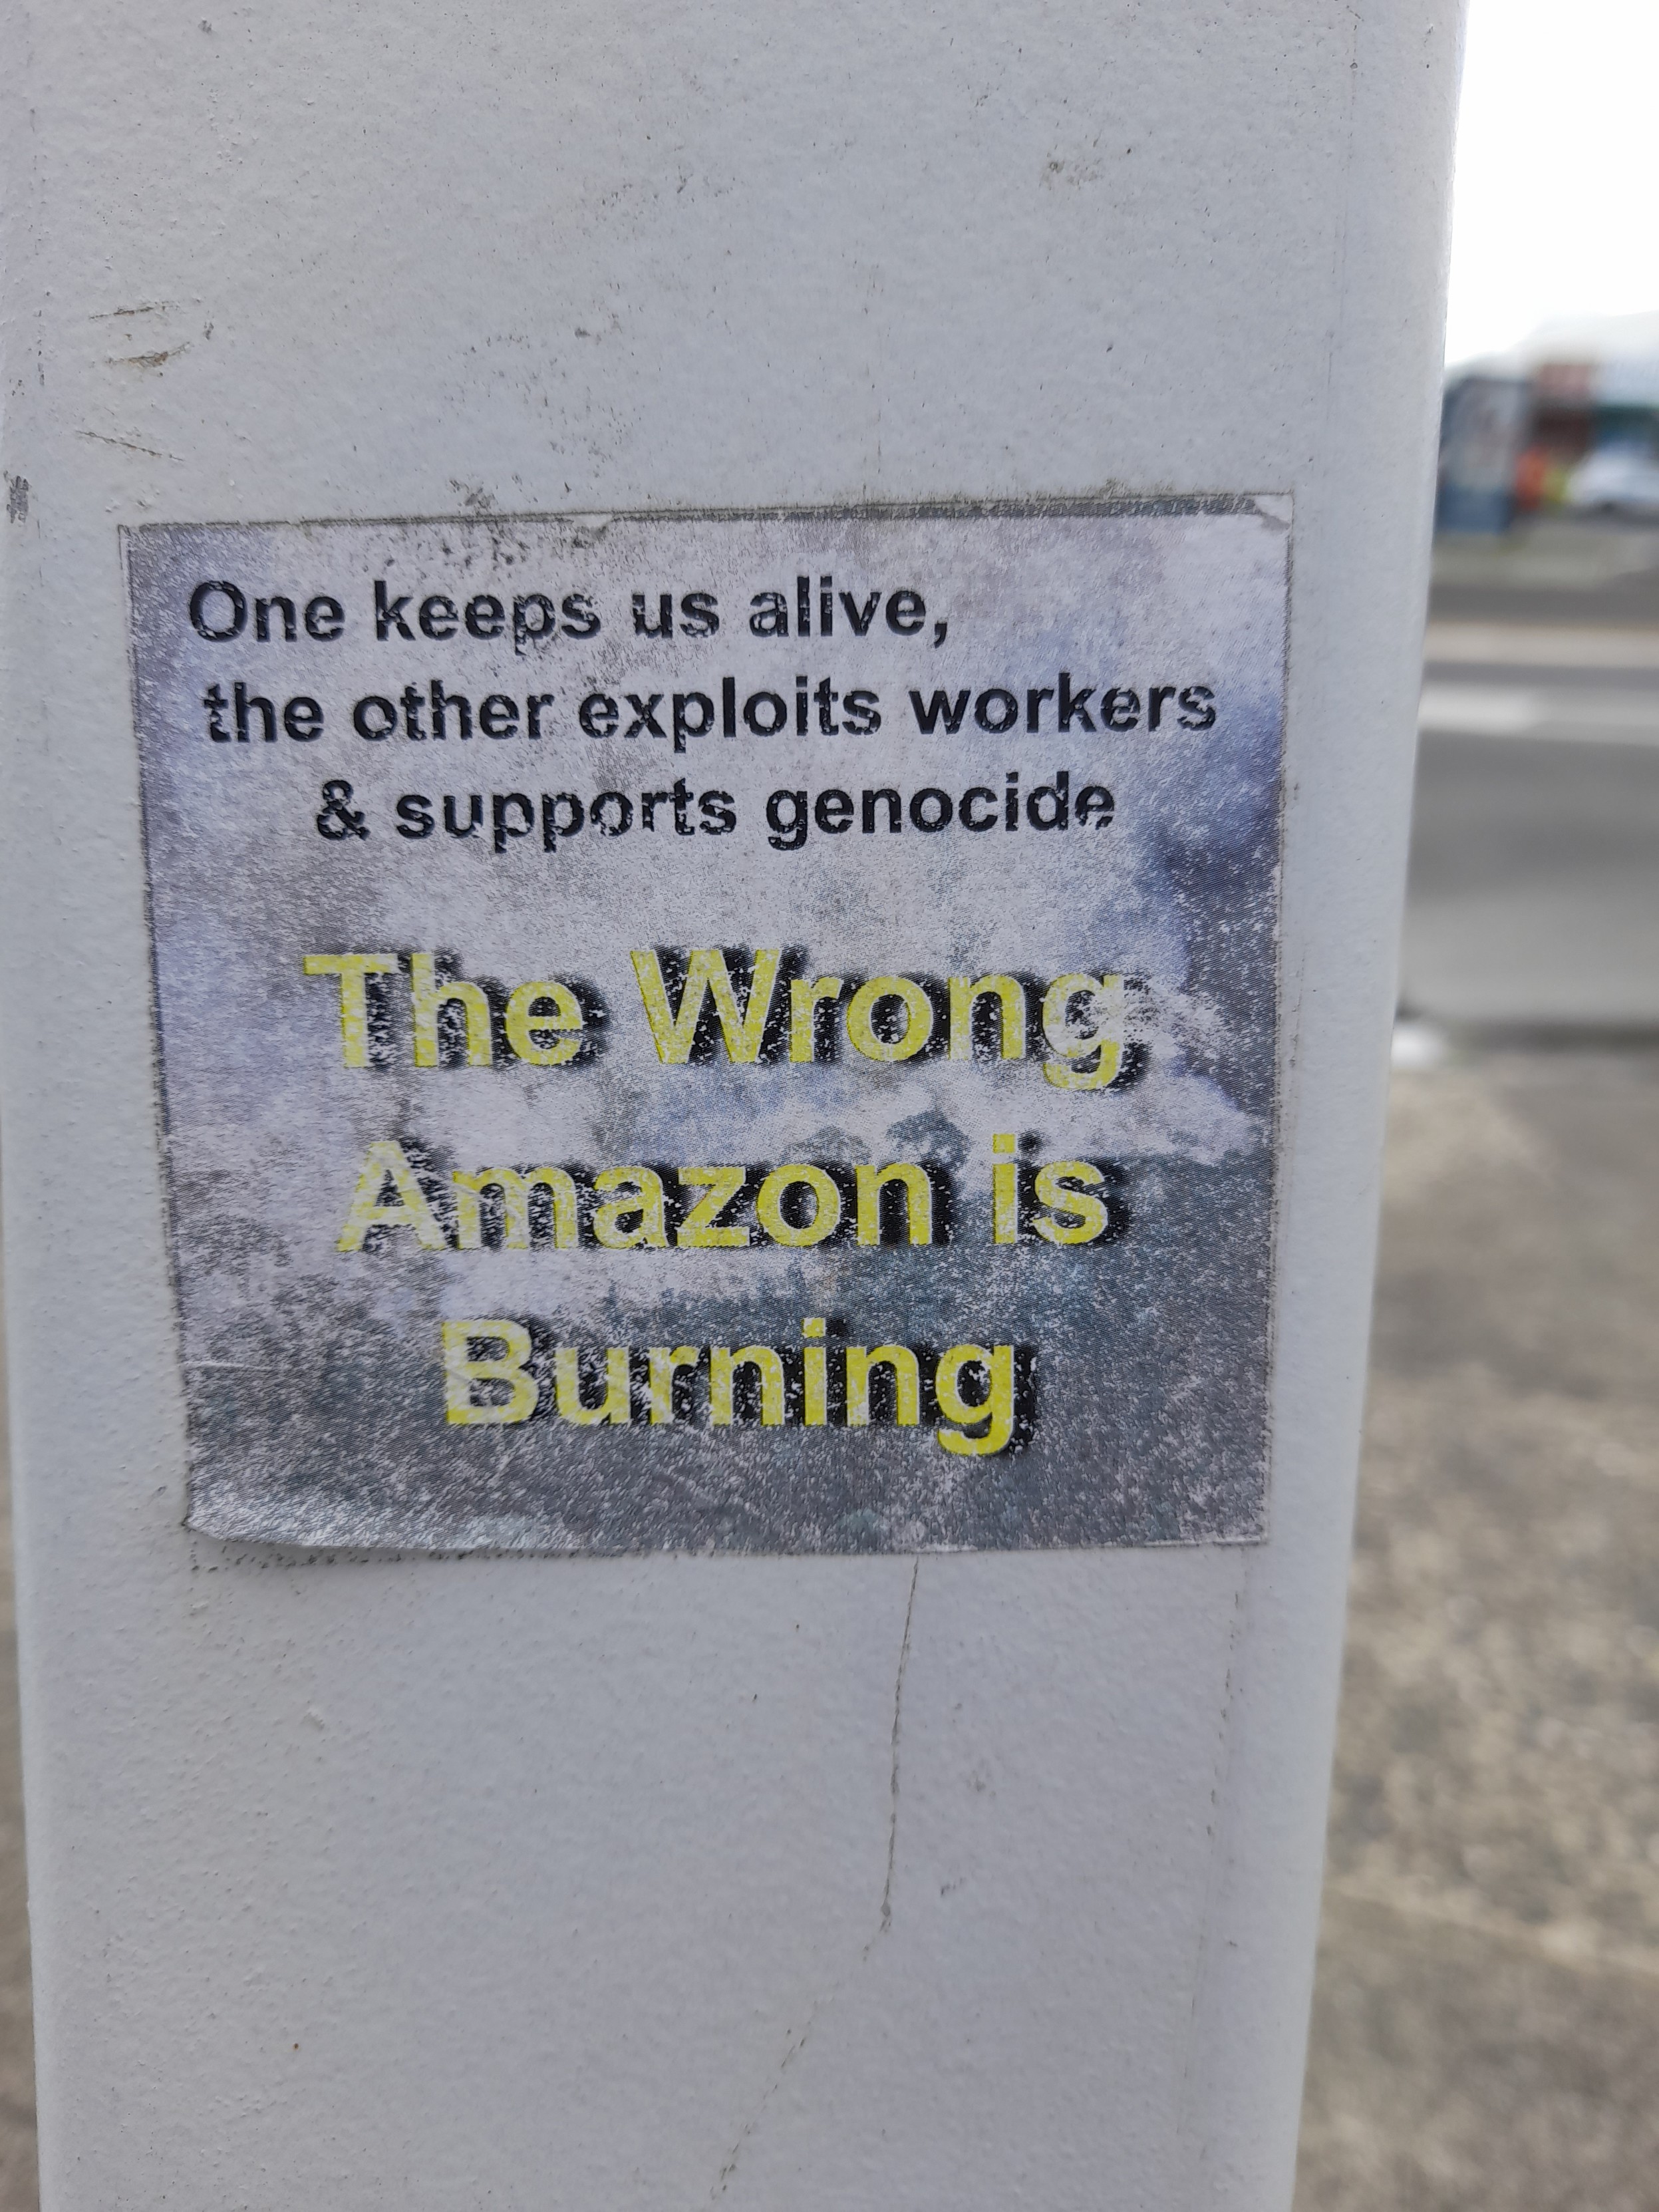 One keeps us alive,
the other exploits workers
& supports genocide
The Wrong
Amazon is
Burning